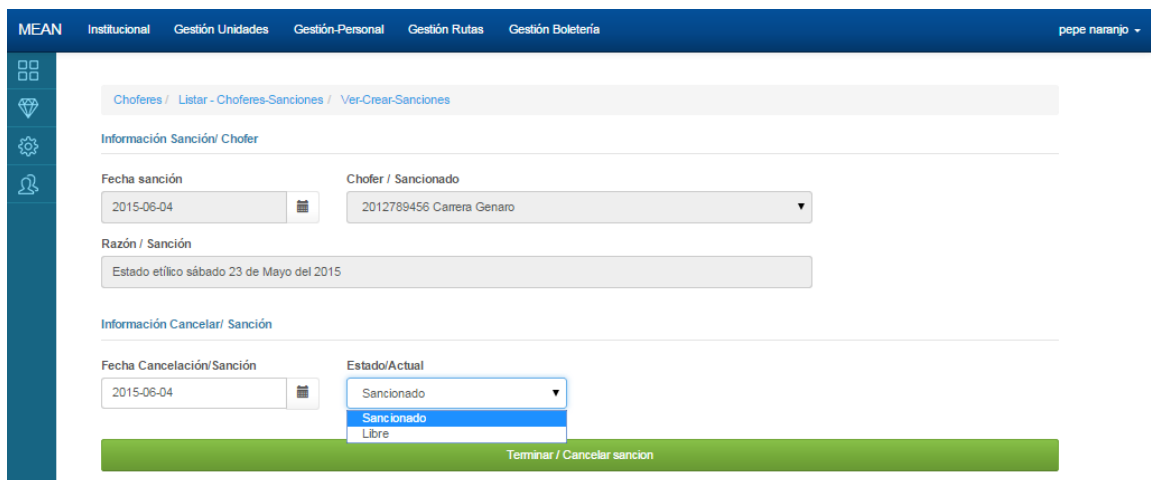 MEAN Institucional Gestión Unidades Gestión-Personal Gestión Rutas Gestión Boletería pepe naranjo
Choferes / Listar - Choferes-Sanciones / Ver-Crear-Sanciones
Información Sanción/ Chofer
Fecha sanción Chofer / Sancionado
2015-06-04 2012789456 Carrera Genaro
Razón / Sanción
Estado etílico sábado 23 de Mayo del 2015
Información Cancelar/ Sanción
Fecha Cancelación/Sanción Estado/Actual
2015-06-04 Sancionado
Sancionado
Libre
Terminar / Cancelar sancion